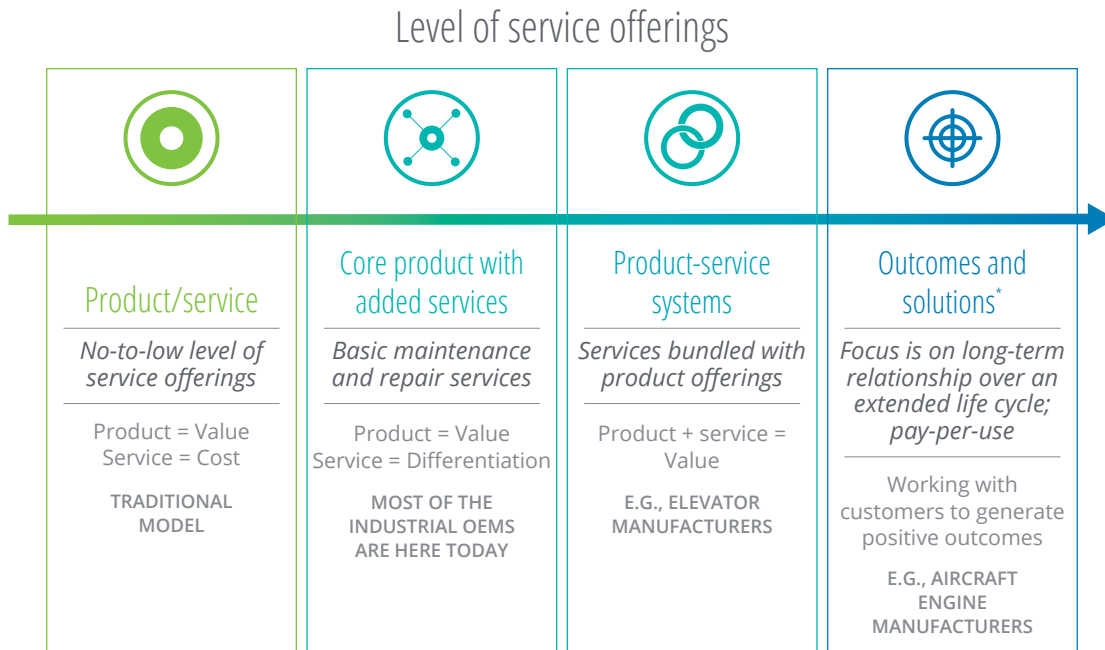 Level of service offerings
Product/service
No-to-low level of
service offerings
Product = Value
Service = Cost
TRADITIONAL
MODEL
Core product with
added services
Basic maintenance
and repair services
Product = Value
Service = Differentiation
MOST OF THE
INDUSTRIAL OEMS
ARE HERE TODAY
Product-service
systems
Services bundled with
product offerings
Product + service =
Value
E.G., ELEVATOR
MANUFACTURERS
Outcomes and
solutions*
Focus is on long-term
relationship over an
extended life cycle;
pay-per-use
Working with
customers to generate
positive outcomes
E.G., AIRCRAFT
ENGINE
MANUFACTURERS